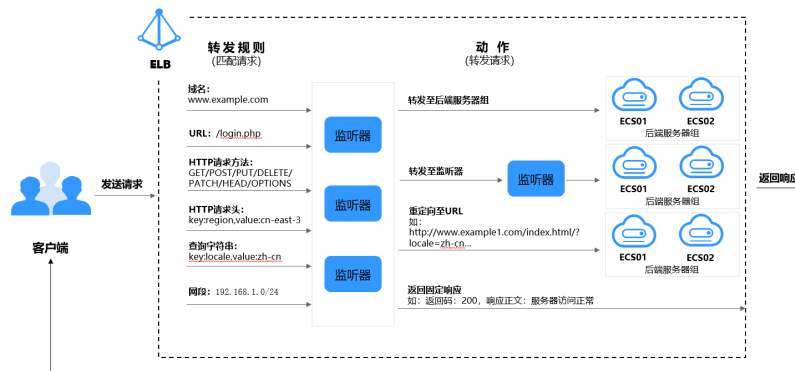 ELB
转发规则
(匹配请求)
动 作
(转发请求)
域名：
www.example.com
URL：/login.php
HTTP请求方法：
GET/POST/PUT/DELETE/
PATCH/HEAD/OPTIONS
HTTP请求头：
key:region,value:cn-east-3
查询字符串：
key:locale,value:zh-cn
网段：192.168.1.0/24
监听器
监听器
监听器
转发至后端服务器组
转发至监听器
监听器
重定向至URL
如：
http://www.example1.com/index.html/?
locale=zh-cn...
返回固定响应
如：返回码：200，响应正文：服务器访问正常
ECS01
ECS02
后端服务器组
ECS01
ECS02
后端服务器组
ECS01
ECS02
后端服务器组
客户端
发送请求
返回响应